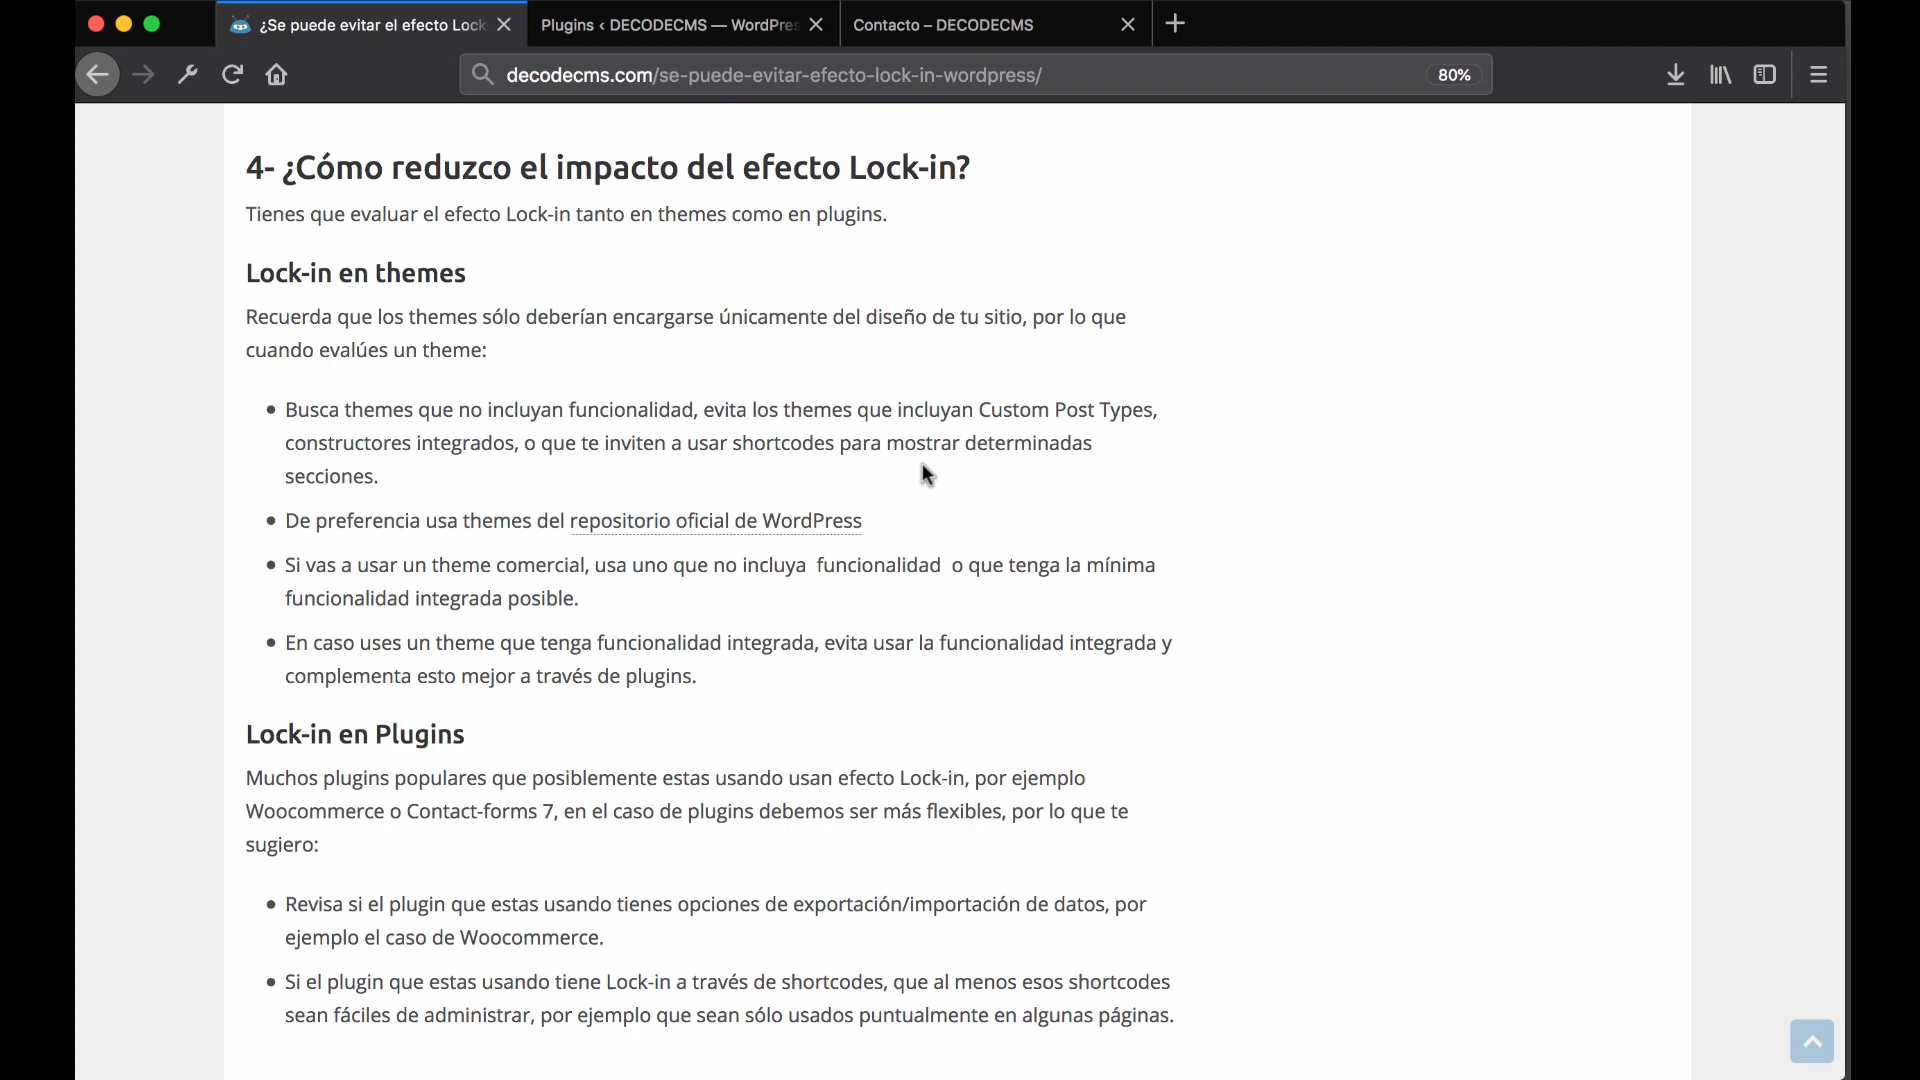 ¿Se puede evitar el efecto Lock
Plugins ‹ DECODECMS — WordPres
Contacto – DECODECMS
decodecms.com/se-puede-evitar-efecto-lock-in-wordpress/
80%
4- ¿Cómo reduzco el impacto del efecto Lock-in?
Tienes que evaluar el efecto Lock-in tanto en themes como en plugins.
Lock-in en themes
Recuerda que los themes sólo deberían encargarse únicamente del diseño de tu sitio, por lo que
cuando evalúes un theme:
• Busca themes que no incluyan funcionalidad, evita los themes que incluyan Custom Post Types,
constructores integrados, o que te inviten a usar shortcodes para mostrar determinadas
secciones.
• De preferencia usa themes del repositorio oficial de WordPress
• Si vas a usar un theme comercial, usa uno que no incluya funcionalidad o que tenga la mínima
funcionalidad integrada posible.
• En caso uses un theme que tenga funcionalidad integrada, evita usar la funcionalidad integrada y
complementa esto mejor a través de plugins.
Lock-in en Plugins
Muchos plugins populares que posiblemente estas usando usan efecto Lock-in, por ejemplo
Woocommerce o Contact-forms 7, en el caso de plugins debemos ser más flexibles, por lo que te
sugiero:
• Revisa si el plugin que estas usando tienes opciones de exportación/importación de datos, por
ejemplo el caso de Woocommerce.
• Si el plugin que estas usando tiene Lock-in a través de shortcodes, que al menos esos shortcodes
sean fáciles de administrar, por ejemplo que sean sólo usados puntualmente en algunas páginas.